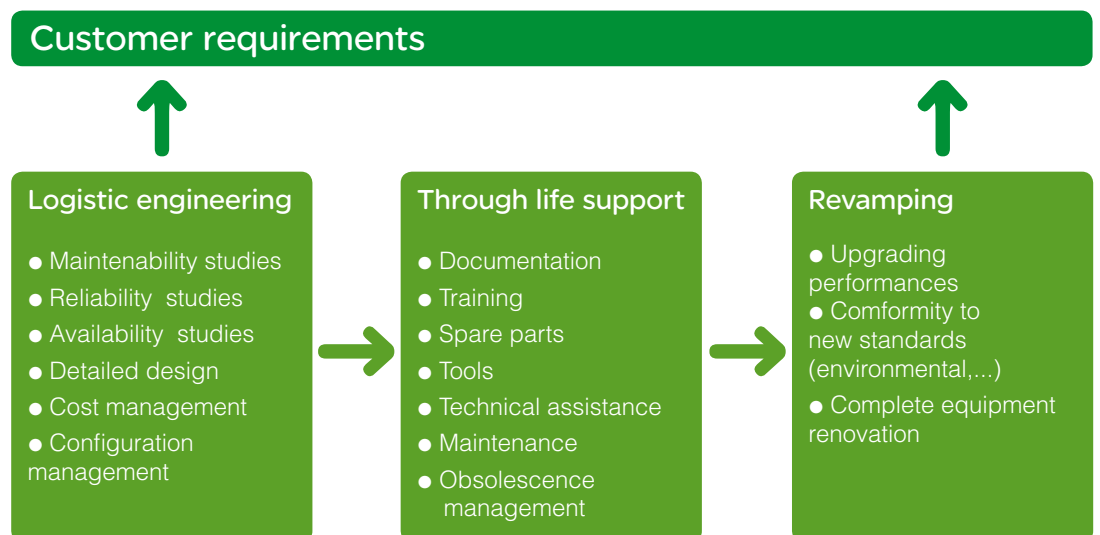 Customer requirements
Logistic engineering
● Maintenability studies
● Reliability  studies
● Availability  studies
● Detailed design
● Cost management
● Configuration
management
Through life support
● Documentation
● Training
● Spare parts
● Tools
● Technical assistance
● Maintenance
● Obsolescence
management
Revamping
● Upgrading
performances
● Comformity to
new standards
(environmental,...)
● Complete equipment
renovation